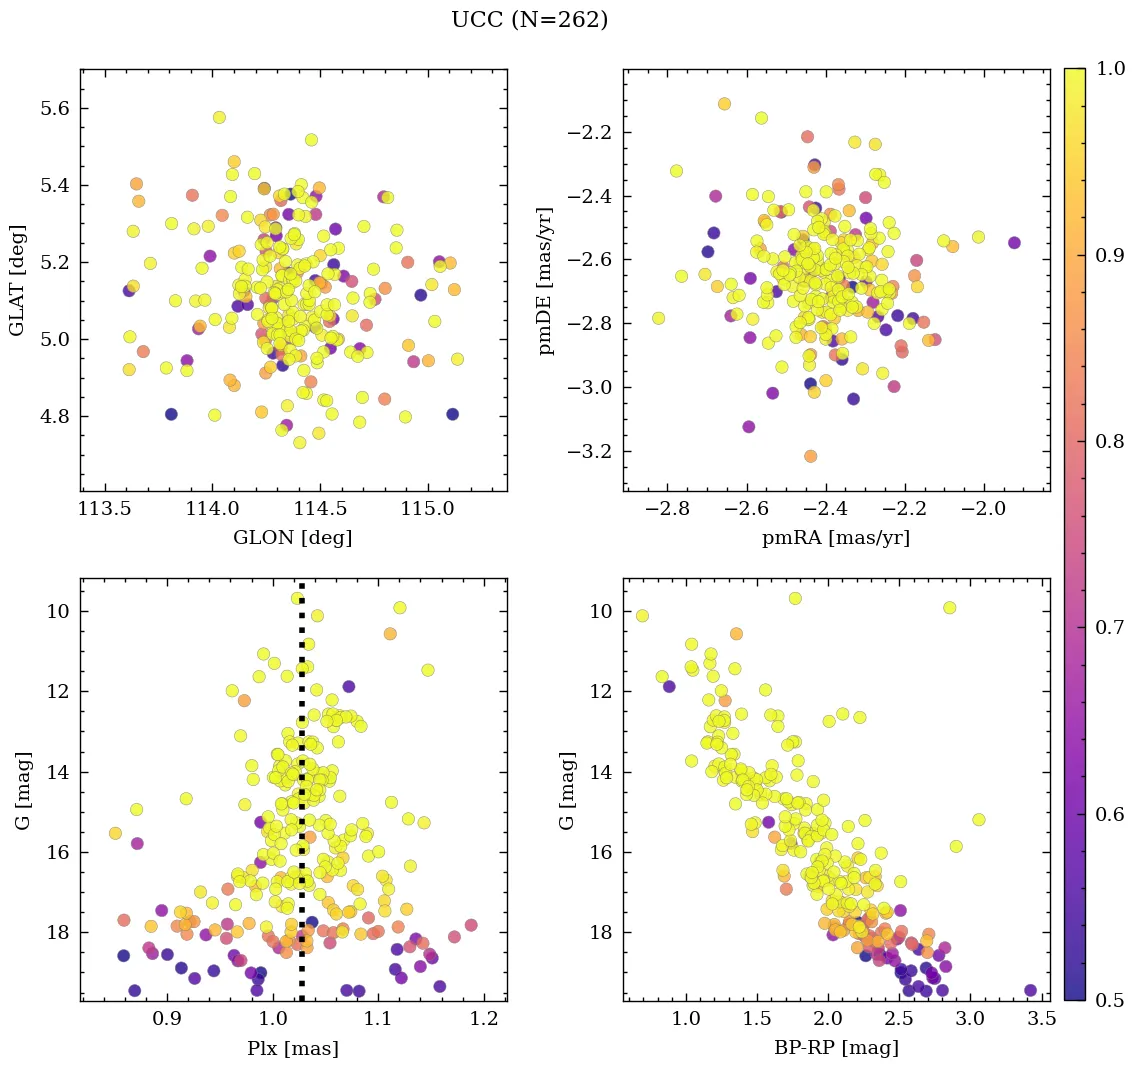 UCC (N=262)
5.6
5.4
5.2
5.0
4.8
GLAT [deg]
113.5 114.0 114.5 115.0
GLON [deg]
−2.2
−2.4
−2.6
−2.8
−3.0
−3.2
pmDE [mas/yr]
−2.8 −2.6 −2.4 −2.2 −2.0
pmRA [mas/yr]
1.0
0.9
0.8
0.7
0.6
0.5
10
12
14
16
18
G [mag]
0.9 1.0 1.1 1.2
Plx [mas]
10
12
14
16
18
G [mag]
1.0 1.5 2.0 2.5 3.0 3.5
BP-RP [mag]